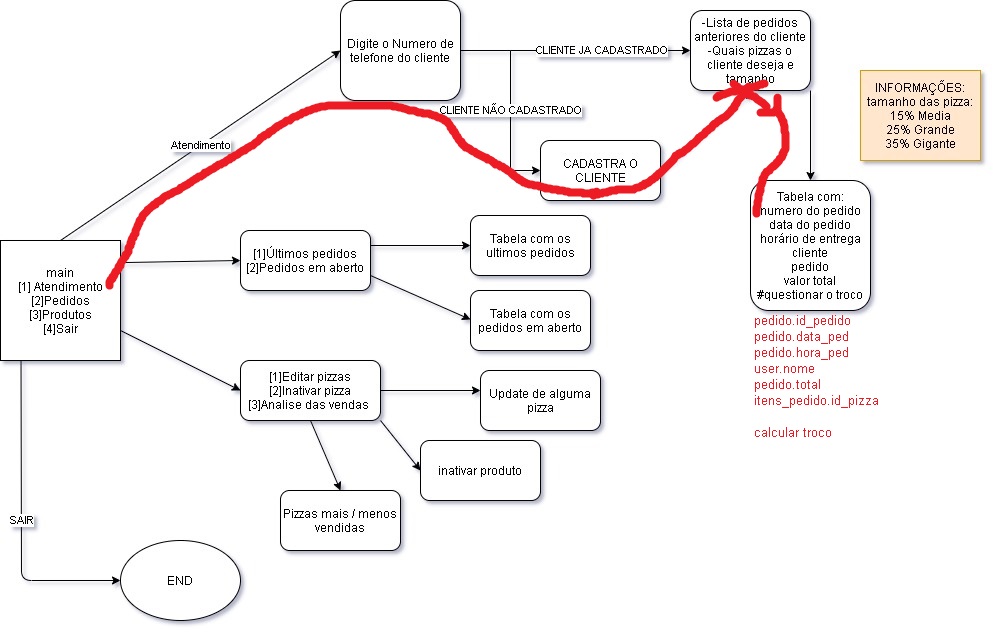 Digite o Numero de
telefone do cliente
CLIENTE JA CADASTRADO
-Lista de pedidos
anteriores do cliente
-Quais pizzas o
cliente deseja e
tamanho
INFORMAÇÕES:
tamanho das pizza:
15% Media
25% Grande
35% Gigante
CLIENTE NÃO CADASTRADO
Atendimento
CADASTRA O
CLIENTE
Tabela com:
numero do pedido
data do pedido
horário de entrega
cliente
pedido
valor total
#questionar o troco
pedido.id_pedido
pedido.data_ped
pedido.hora_ped
user.nome
pedido.total
itens_pedido.id_pizza
calcular troco
main
[1] Atendimento
[2]Pedidos
[3]Produtos
[4]Sair
[1]Últimos pedidos
[2]Pedidos em aberto
Tabela com os
ultimos pedidos
Tabela com os
pedidos em aberto
[1]Editar pizzas
[2]Inativar pizza
[3]Analise das vendas
Update de alguma
pizza
inativar produto
Pizzas mais / menos
vendidas
SAIR
END